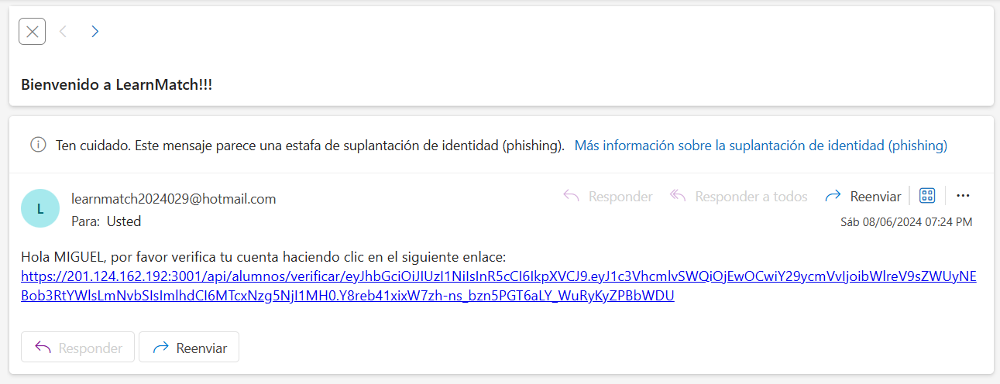 Bienvenido a LearnMatch!!!
Ten cuidado. Este mensaje parece una estafa de suplantación de identidad (phishing). Más información sobre la suplantación de identidad (phishing)
L
learnmatch2024029@hotmail.com
Responder Responder a todos Reenviar
Para: Usted
Sáb 08/06/2024 07:24 PM
Hola MIGUEL, por favor verifica tu cuenta haciendo clic en el siguiente enlace:
https://201.124.162.192:3001/api/alumnos/verificar/eyJhbGciOiJIUzI1NiIsInR5cCI6IkpXVCJ9.eyJ1c3VhcmlvSWQiOjEwOCwiY29ycmVvIjoibWlreV9sZWUyNE
Bob3RtYWlsLmNvbSIsImlhdCI6MTcxNzg5NjI1MH0.Y8reb41xixW7zh-ns_bzn5PGT6aLY_WuRyKyZPBbWDU
Responder Reenviar